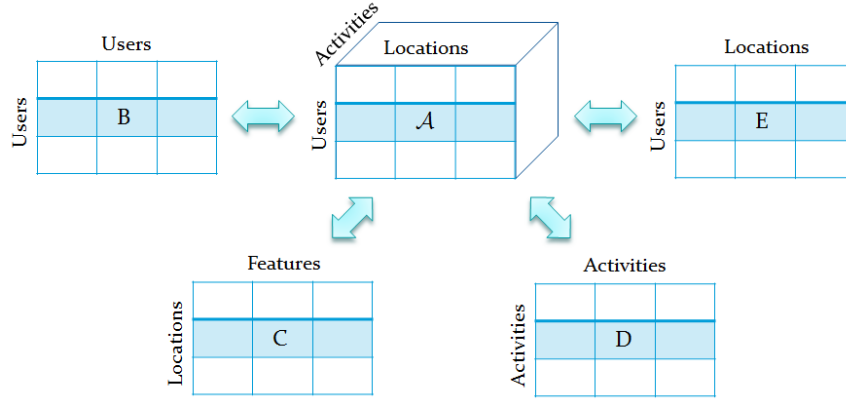 Users
Users
B
Activities
Locations
Users
𝒜
Locations
Users
E
Features
Locations
C
Activities
Activities
D